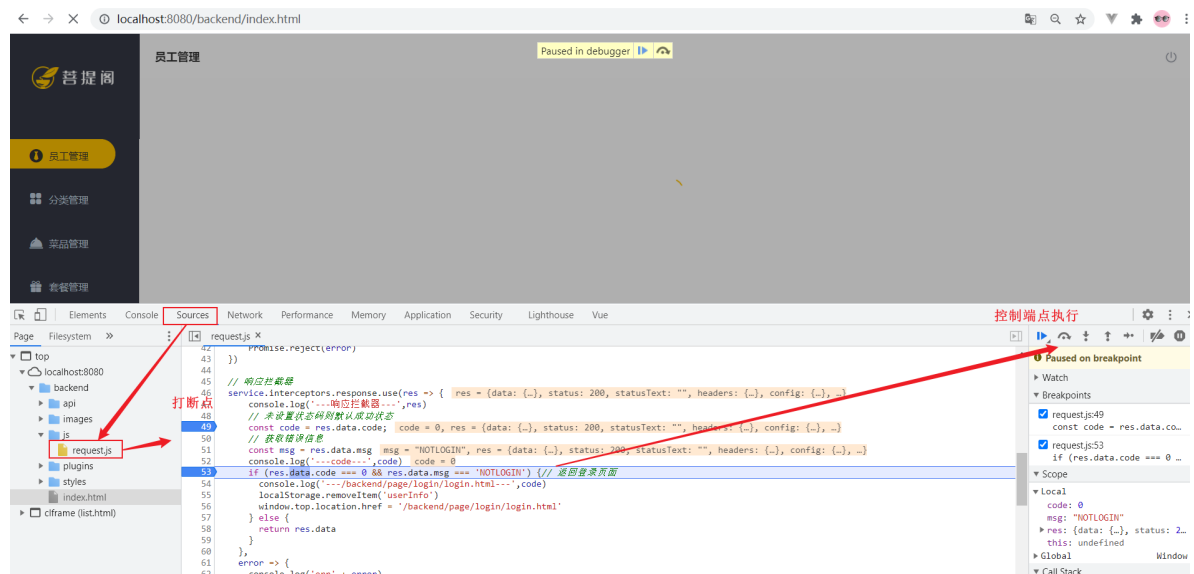 localhost:8080/backend/index.html
菩提阁
员工管理
Paused in debugger
员工管理
分类管理
菜品管理
套餐管理
Elements Console Sources Network Performance Memory Application Security Lighthouse Vue
控制端点执行
Page Filesystem »
request.js ×
top
localhost:8080
backend
api
images
js
request.js
plugins
styles
index.html
cIframe (list.html)
打断点
42 Promise.reject(error)
43 })
44
45 // 响应拦截器
46 service.interceptors.response.use(res => { res = {data: {…}, status: 200, statusText: "", headers: {…}, config: {…}, …}
47 console.log('---响应拦截器---',res)
48 // 未设置状态码则默认成功状态
49 const code = res.data.code; code = 0, res = {data: {…}, status: 200, statusText: "", headers: {…}, config: {…}, …}
50 // 获取错误信息
51 const msg = res.data.msg msg = "NOTLOGIN", res = {data: {…}, status: 200, statusText: "", headers: {…}, config: {…}, …}
52 console.log('---code---',code) code = 0
53 if (res.data.code === 0 && res.data.msg === 'NOTLOGIN') {// 返回登录页面
54 console.log('---/backend/page/login/login.html---',code)
55 localStorage.removeItem('userInfo')
56 window.top.location.href = '/backend/page/login/login.html'
57 } else {
58 return res.data
59 }
60 },
61 error => {
62 console.log('err' + error)
Paused on breakpoint
Watch
Breakpoints
request.js:49
const code = res.data.co…
request.js:53
if (res.data.code === 0 …
Scope
Local
code: 0
msg: "NOTLOGIN"
res: {data: {…}, status: 2…
this: undefined
Global Window
Call Stack